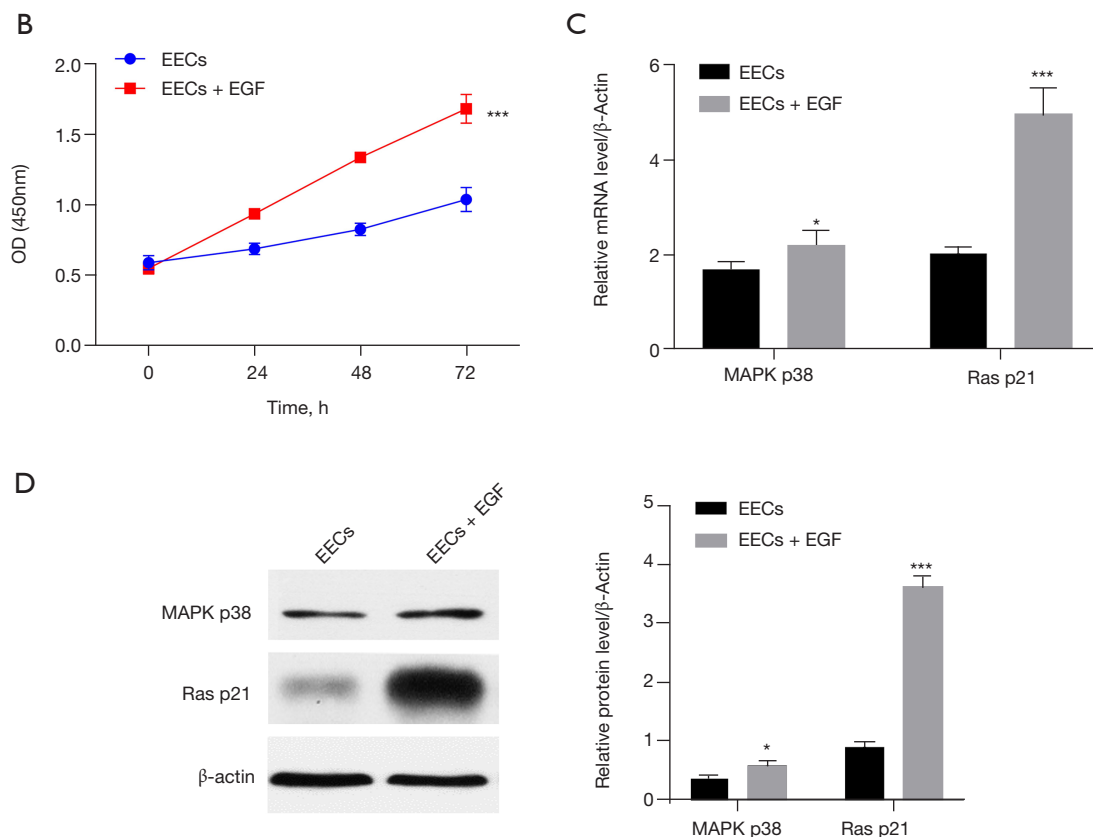 B
EECs
EECs + EGF
2.0
1.5
1.0
0.5
0.0
OD (450nm)
***
0 24 48 72
Time, h
C
EECs
EECs + EGF
6
4
2
0
Relative mRNA level/β-Actin
*
***
MAPK p38 Ras p21
D
EECs EECs + EGF
MAPK p38
Ras p21
β-actin
EECs
EECs + EGF
5
4
3
2
1
0
Relative protein level/β-Actin
*
***
MAPK p38 Ras p21